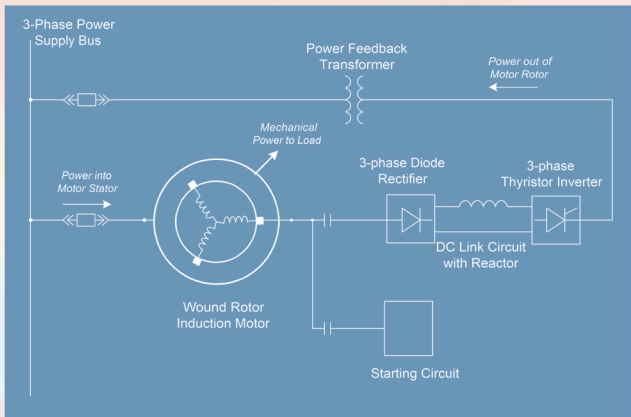 3-Phase Power
Supply Bus
Power Feedback
Transformer
Power out of
Motor Rotor
Mechanical
Power to Load
Power into
Motor Stator
3-phase Diode
Rectifier
3-phase
Thyristor Inverter
DC Link Circuit
with Reactor
Wound Rotor
Induction Motor
Starting Circuit